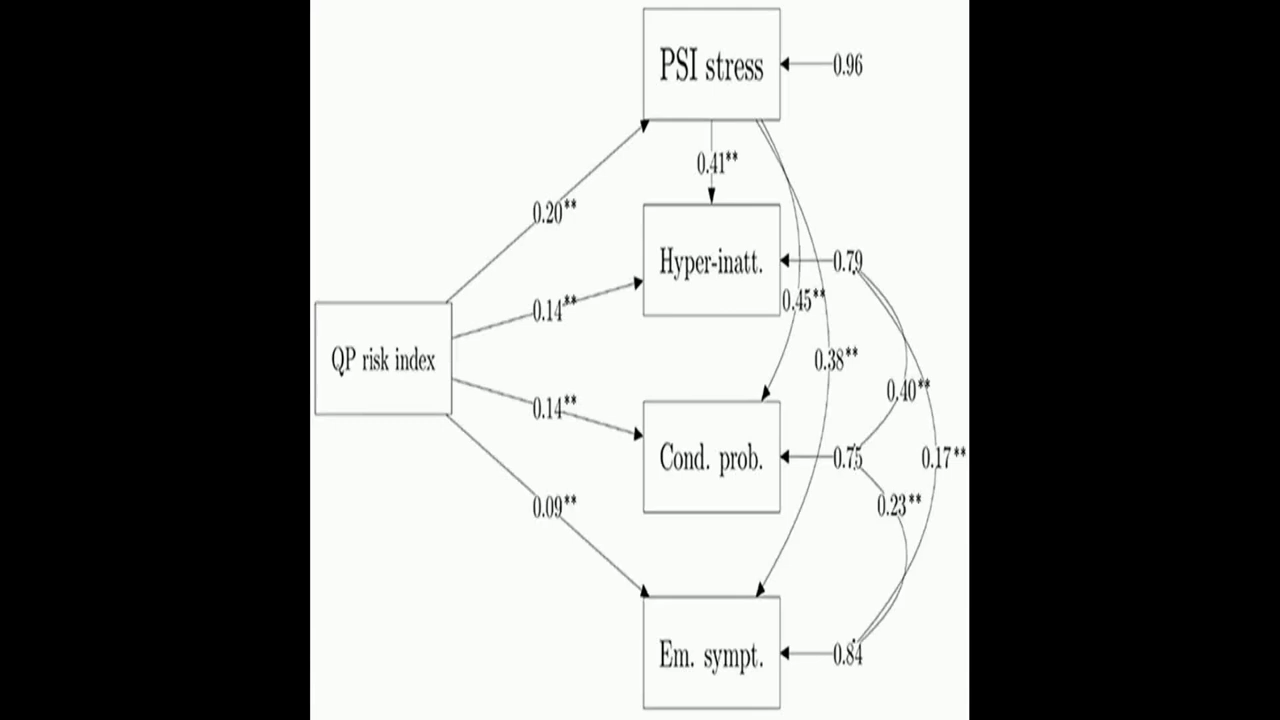 PSI stress
0.96
0.41**
0.20**
Hyper-inatt.
0.79
0.14**
0.45**
QP risk index
0.38**
0.40**
0.14**
Cond. prob.
0.75
0.17**
0.23**
0.09**
Em. sympt.
0.84